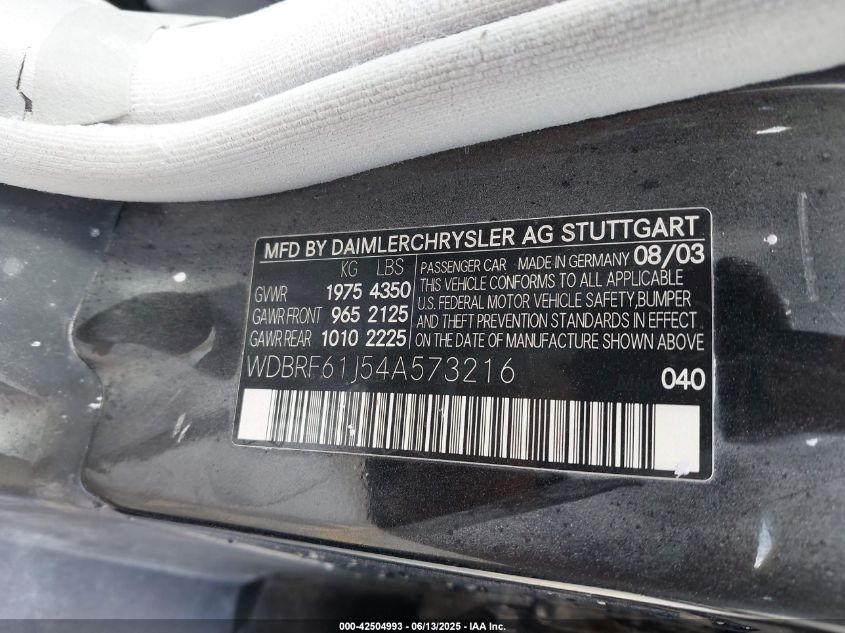 MFD BY DAIMLERCHRYSLER AG STUTTGART
KG LBS
GVWR 1975 4350
GAWR FRONT 965 2125
GAWR REAR 1010 2225
PASSENGER CAR MADE IN GERMANY 08/03
THIS VEHICLE CONFORMS TO ALL APPLICABLE
U.S. FEDERAL MOTOR VEHICLE SAFETY,BUMPER
AND THEFT PREVENTION STANDARDS IN EFFECT
ON THE DATE OF MANUFACTURE SHOWN ABOVE
WDBRF61J54A573216
040
000-42504993 - 06/13/2025 - IAA Inc.